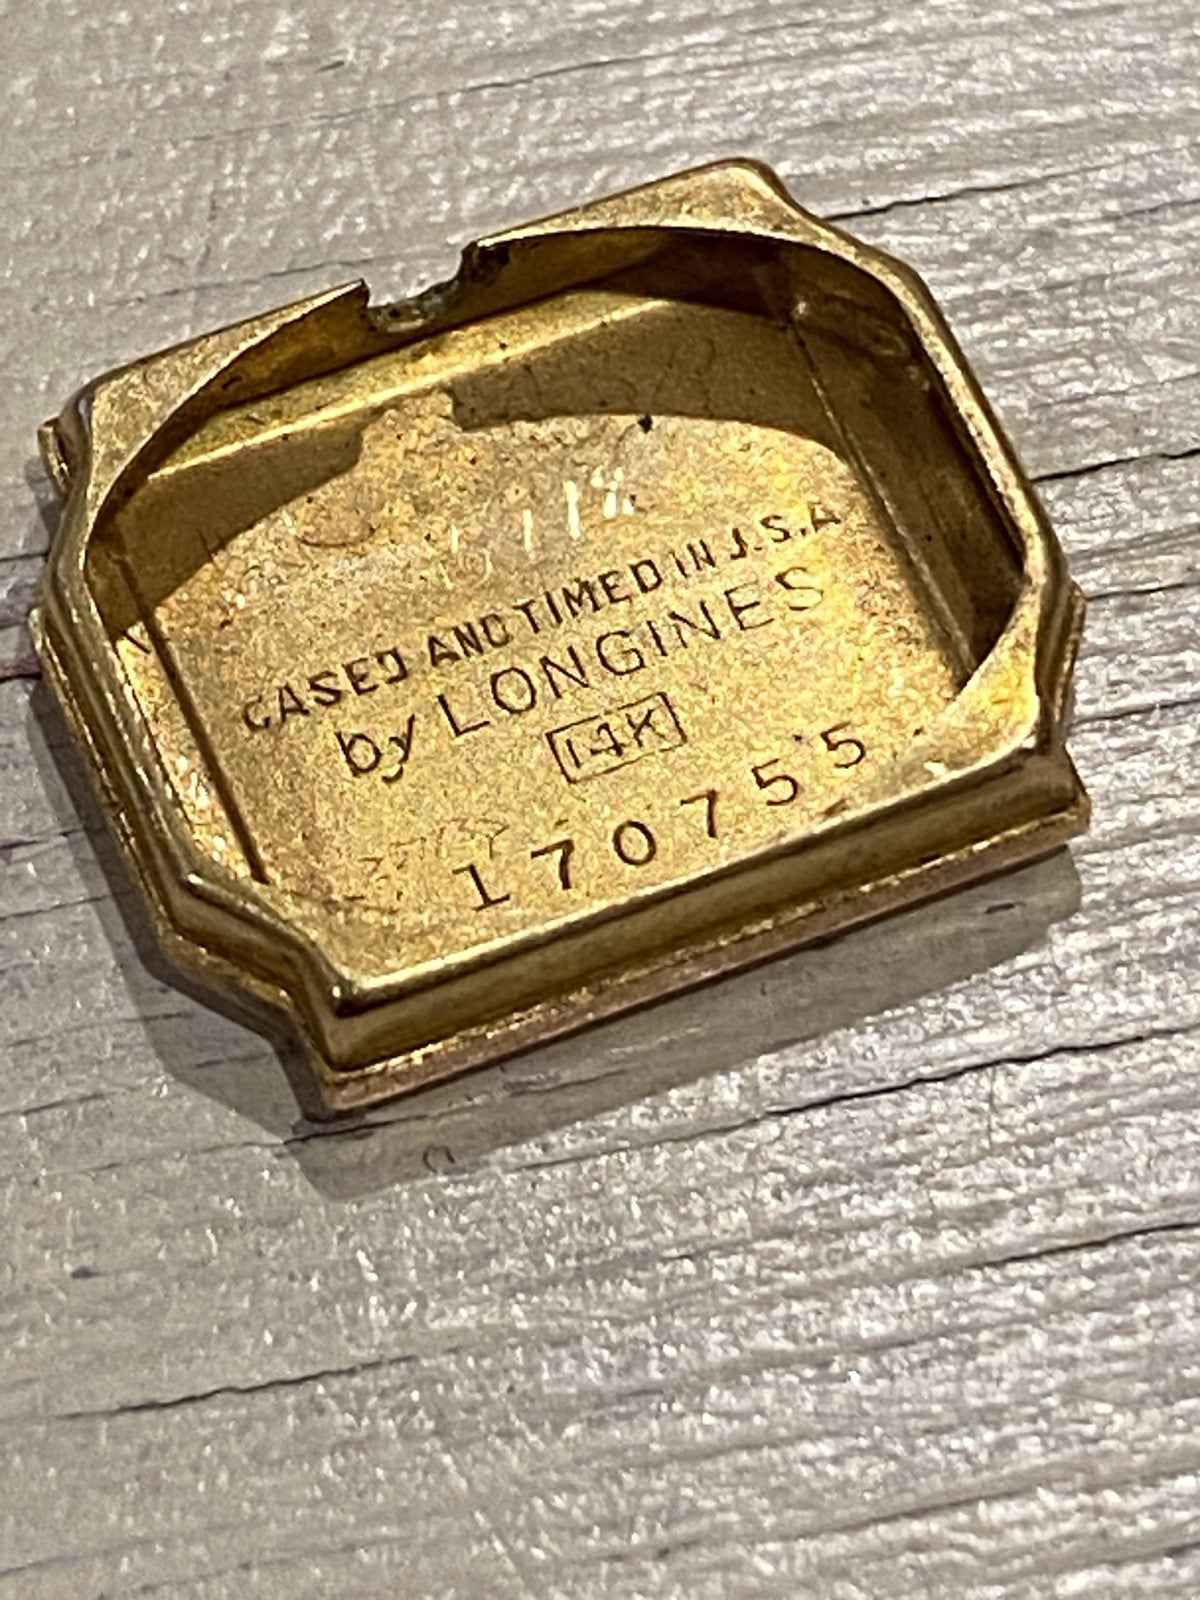 CASED AND TIMED IN U.S.A
by LONGINES
14K
170755